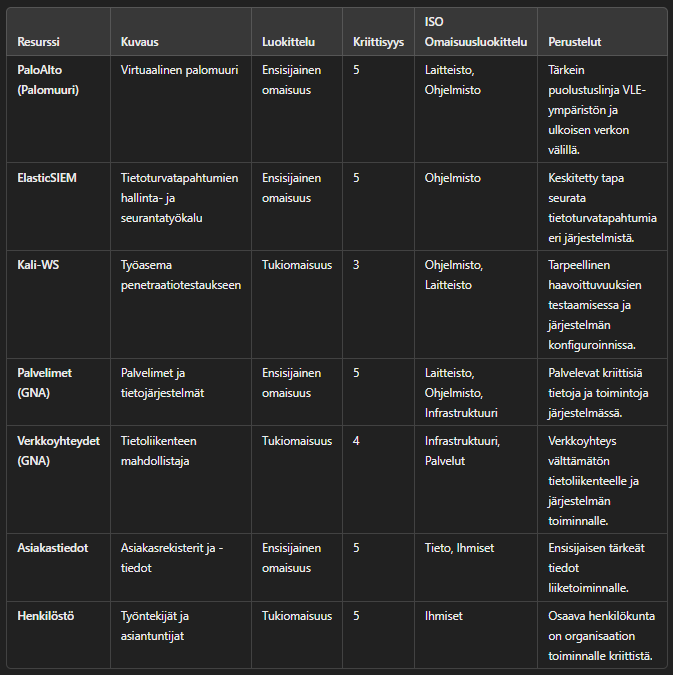 Resurssi
Kuvaus
Luokittelu
Kriittisyys
ISO
Omaisuusluokittelu
Perustelut
PaloAlto
(Palomuuri)
Virtuaalinen palomuuri
Ensisijainen
omaisuus
5
Laitteisto,
Ohjelmisto
Tärkein
puolustuslinja VLE-
ympäristön ja
ulkoisen verkon
välillä.
ElasticSIEM
Tietoturvatapahtumien
hallinta- ja
seurantatyökalu
Ensisijainen
omaisuus
5
Ohjelmisto
Keskitetty tapa
seurata
tietoturvatapahtumia
eri järjestelmistä.
Kali-WS
Työasema
penetraatiotestaukseen
Tukiomaisuus
3
Ohjelmisto,
Laitteisto
Tarpeellinen
haavoittuvuuksien
testaamisessa ja
järjestelmän
konfiguroinnissa.
Palvelimet
(GNA)
Palvelimet ja
tietojärjestelmät
Ensisijainen
omaisuus
5
Laitteisto,
Ohjelmisto,
Infrastruktuuri
Palvelevat kriittisiä
tietoja ja toimintoja
järjestelmässä.
Verkkoyhteydet
(GNA)
Tietoliikenteen
mahdollistaja
Tukiomaisuus
4
Infrastruktuuri,
Palvelut
Verkkoyhteys
välttämätön
tietoliikenteelle ja
järjestelmän
toiminnalle.
Asiakastiedot
Asiakasrekisterit ja -
tiedot
Ensisijainen
omaisuus
5
Tieto, Ihmiset
Ensisijaisen tärkeät
tiedot
liiketoiminnalle.
Henkilöstö
Työntekijät ja
asiantuntijat
Tukiomaisuus
5
Ihmiset
Osaava henkilökunta
on organisaation
toiminnalle kriittistä.